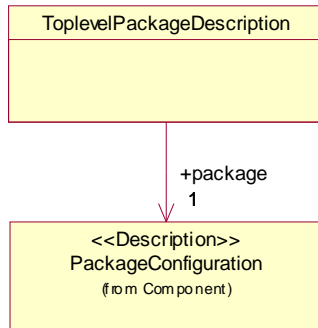 ToplevelPackageDescription
+package
1
<<Description>>
PackageConfiguration
(from Component)